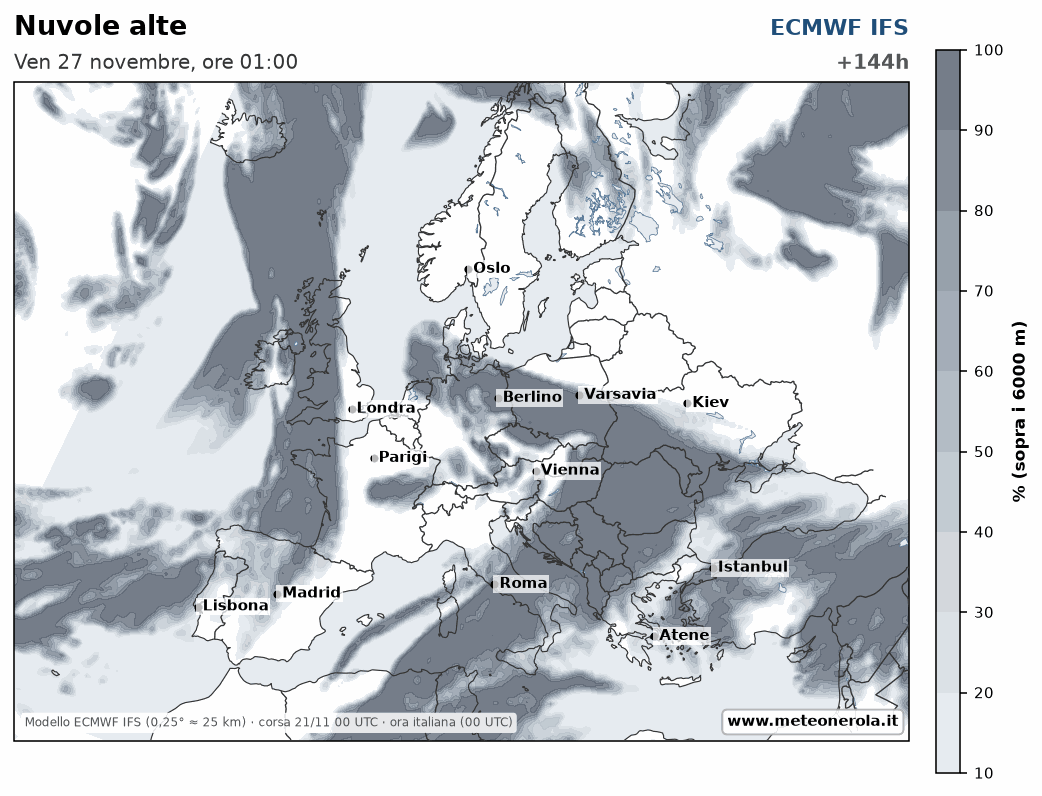 Nuvole alte
ECMWF IFS
Ven 27 novembre, ore 01:00
+144h
100
90
80
70
60
50
40
30
20
10
% (sopra i 6000 m)
Oslo
Londra
Berlino
Varsavia
Kiev
Parigi
Vienna
Istanbul
Roma
Madrid
Lisbona
Atene
Modello ECMWF IFS (0,25° ≈ 25 km) · corsa 21/11 00 UTC · ora italiana (00 UTC)
www.meteonerola.it